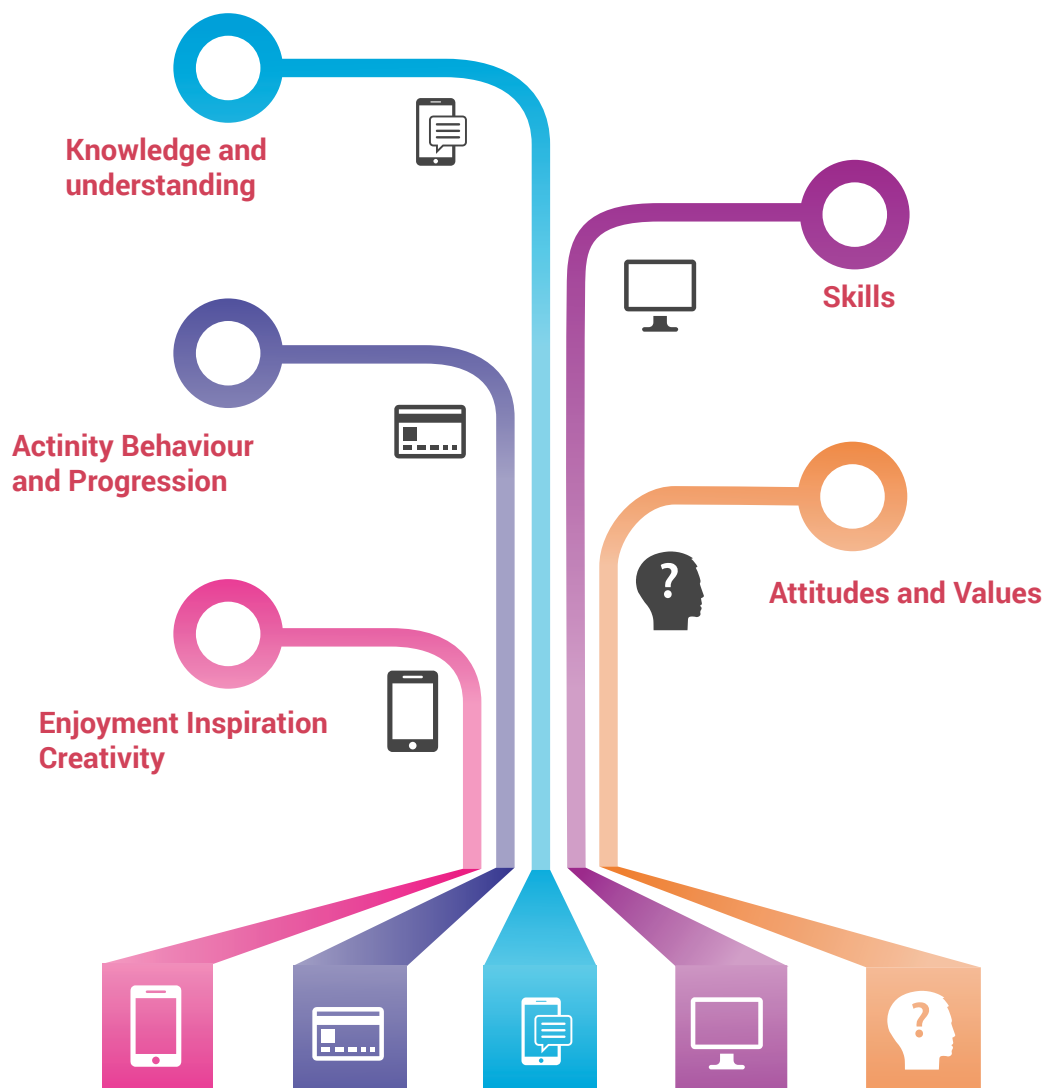 Knowledge and
understanding
Skills
Actinity Behaviour
and Progression
Attitudes and Values
Enjoyment Inspiration
Creativity
?
?